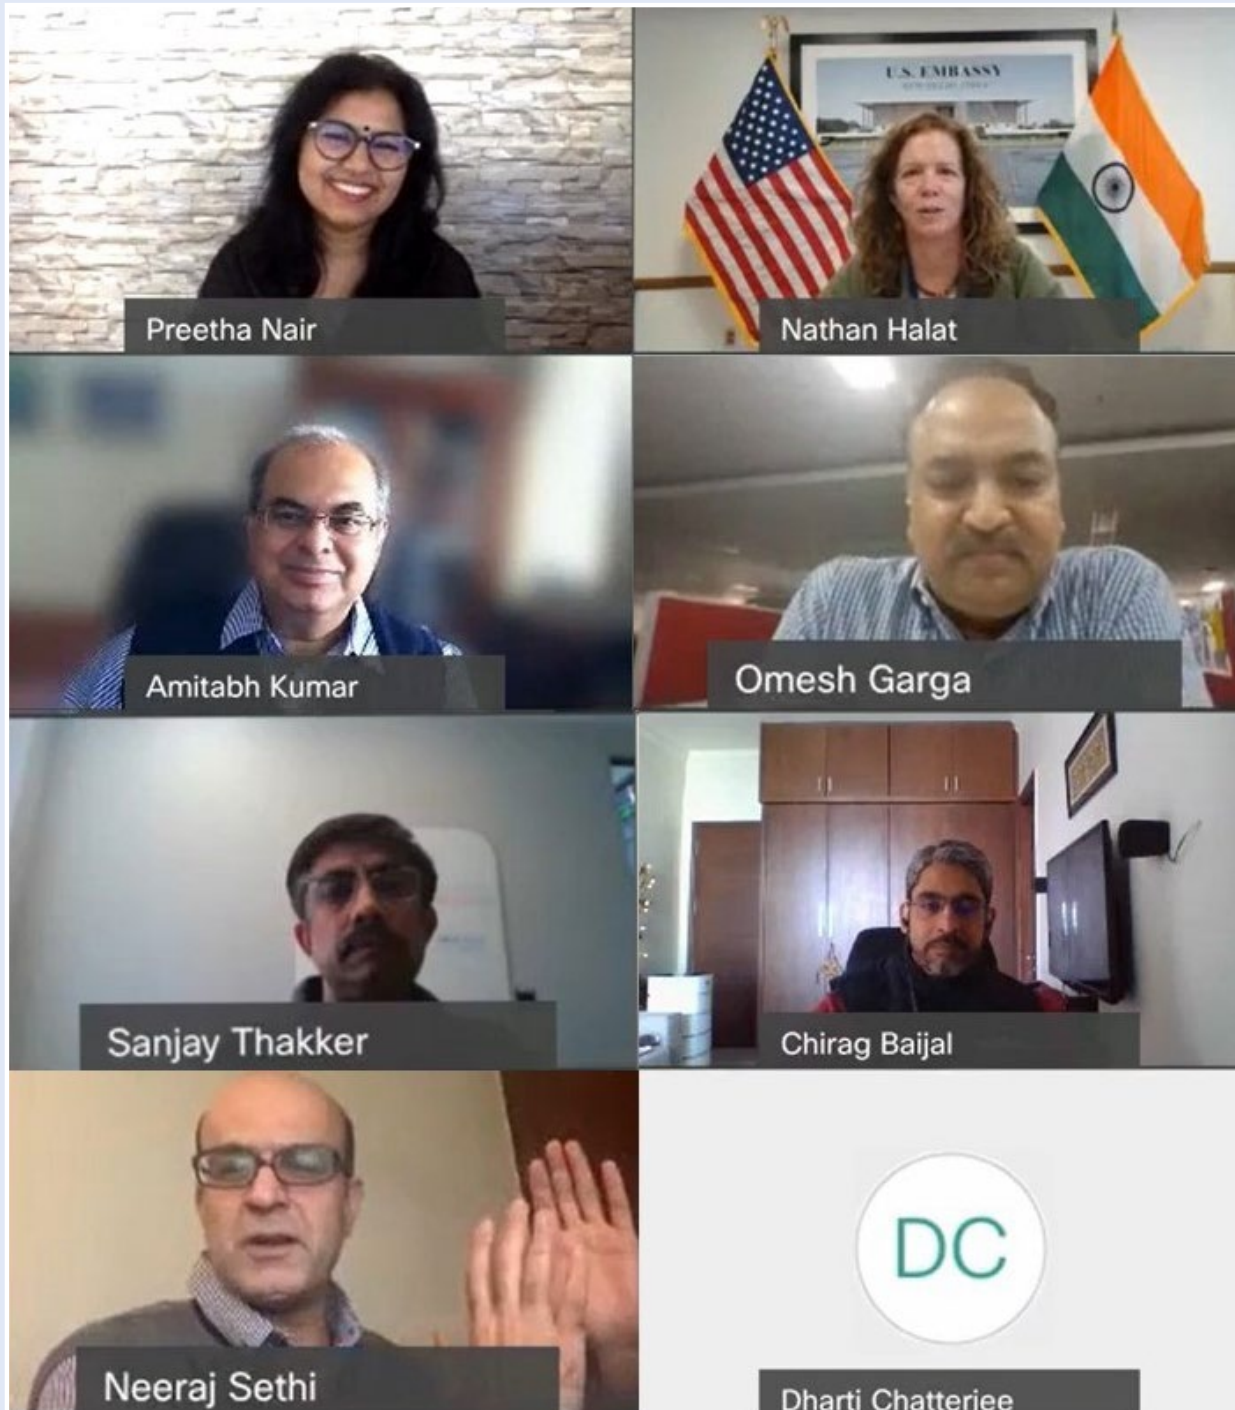 U.S. EMBASSY
Preetha Nair
Nathan Halat
Amitabh Kumar
Omesh Garga
Sanjay Thakker
Chirag Baijal
Neeraj Sethi
DC
Dharti Chatterjee